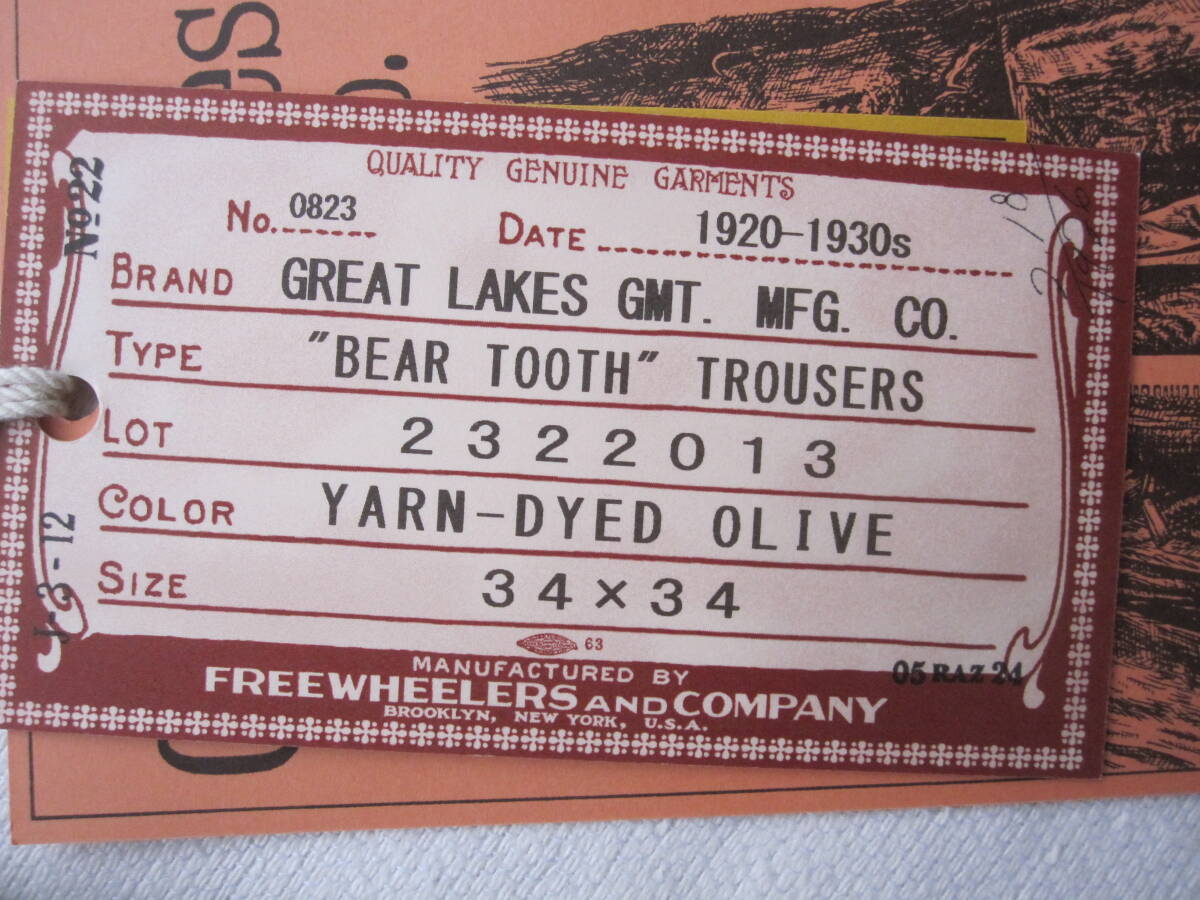 QUALITY GENUINE GARMENTS
No. 0823 DATE 1920-1930s
BRAND GREAT LAKES GMT. MFG. CO.
TYPE "BEAR TOOTH" TROUSERS
LOT 2322013
COLOR YARN-DYED OLIVE
SIZE 34×34
63
MANUFACTURED BY
FREEWHEELERS AND COMPANY
BROOKLYN, NEW YORK, U.S.A.
05 RAZ 24
Nº 22
J-3-12